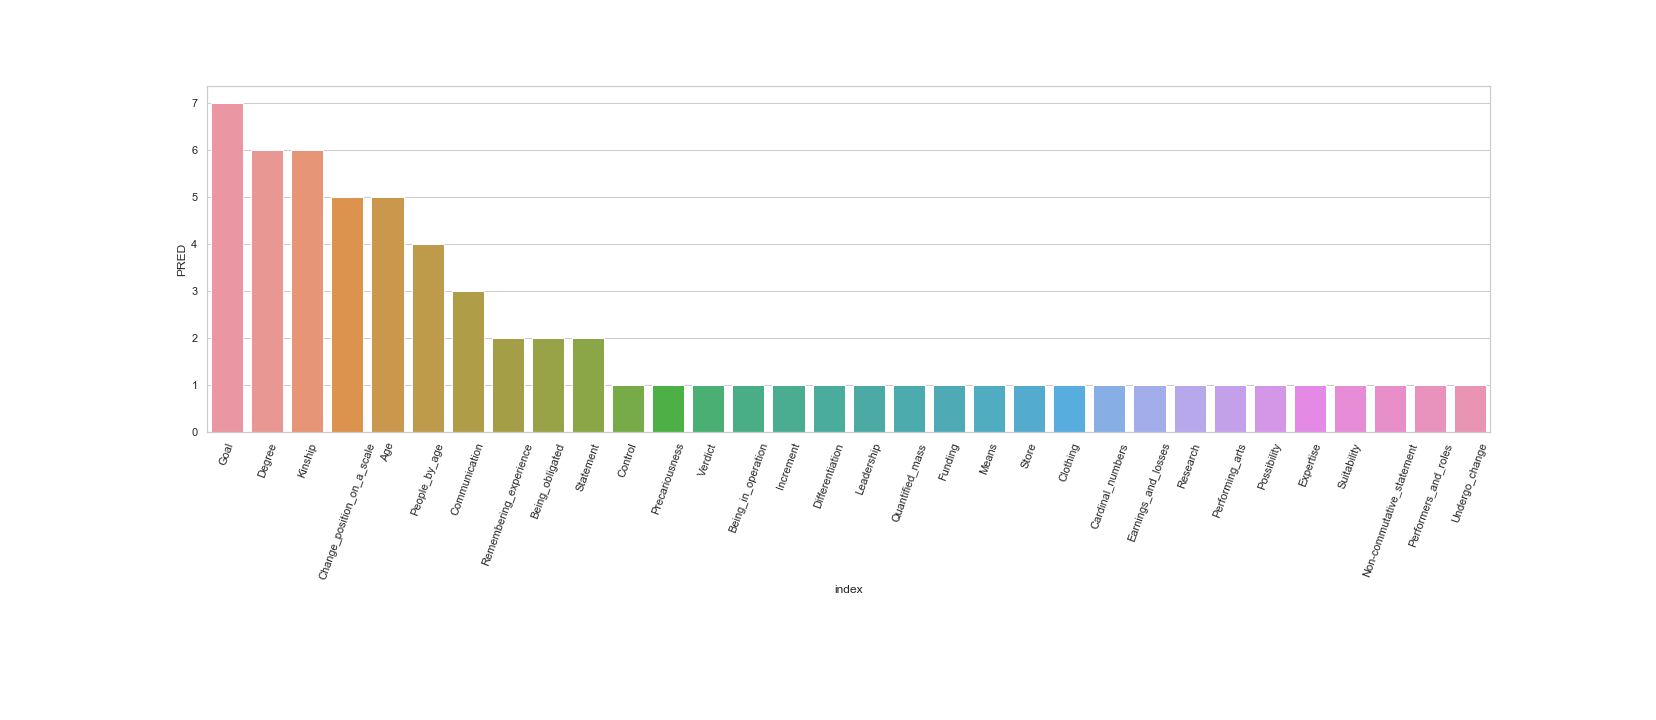 7
6
5
4
3
2
1
0
PRED
Goal
Degree
Kinship
Change_position_on_a_scale
Age
People_by_age
Communication
Remembering_experience
Being_obligated
Statement
Control
Precariousness
Verdict
Being_in_operation
Increment
Differentiation
Leadership
Quantified_mass
Funding
Means
Store
Clothing
Cardinal_numbers
Earnings_and_losses
Research
Performing_arts
Possibility
Expertise
Suitability
Non-commutative_statement
Performers_and_roles
Undergo_change
index